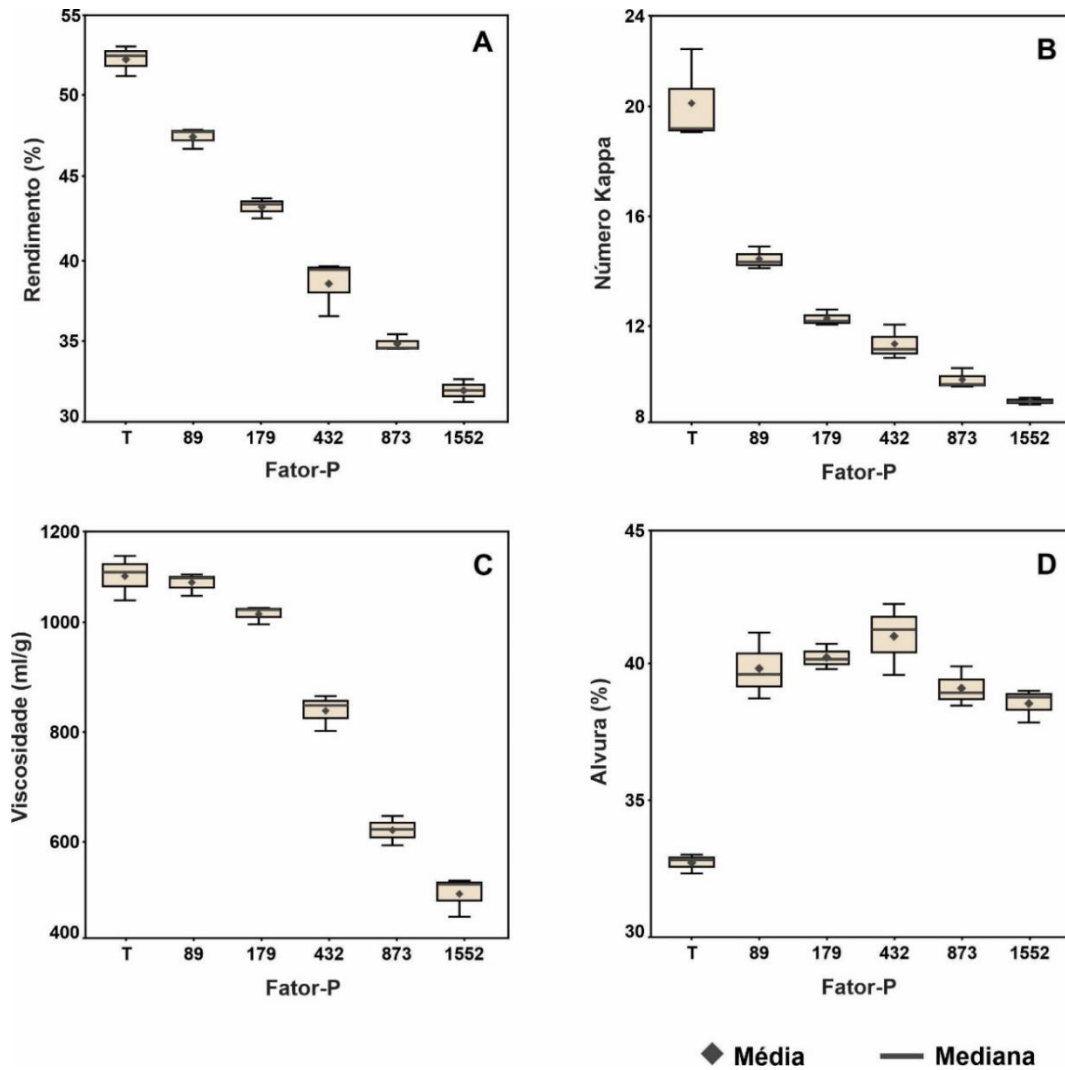 A
Rendimento (%)
55
50
45
40
35
30
T 89 179 432 873 1552
Fator-P
B
Número Kappa
24
20
16
12
8
T 89 179 432 873 1552
Fator-P
C
Viscosidade (ml/g)
1200
1000
800
600
400
T 89 179 432 873 1552
Fator-P
D
Alvura (%)
45
40
35
30
T 89 179 432 873 1552
Fator-P
Média Mediana